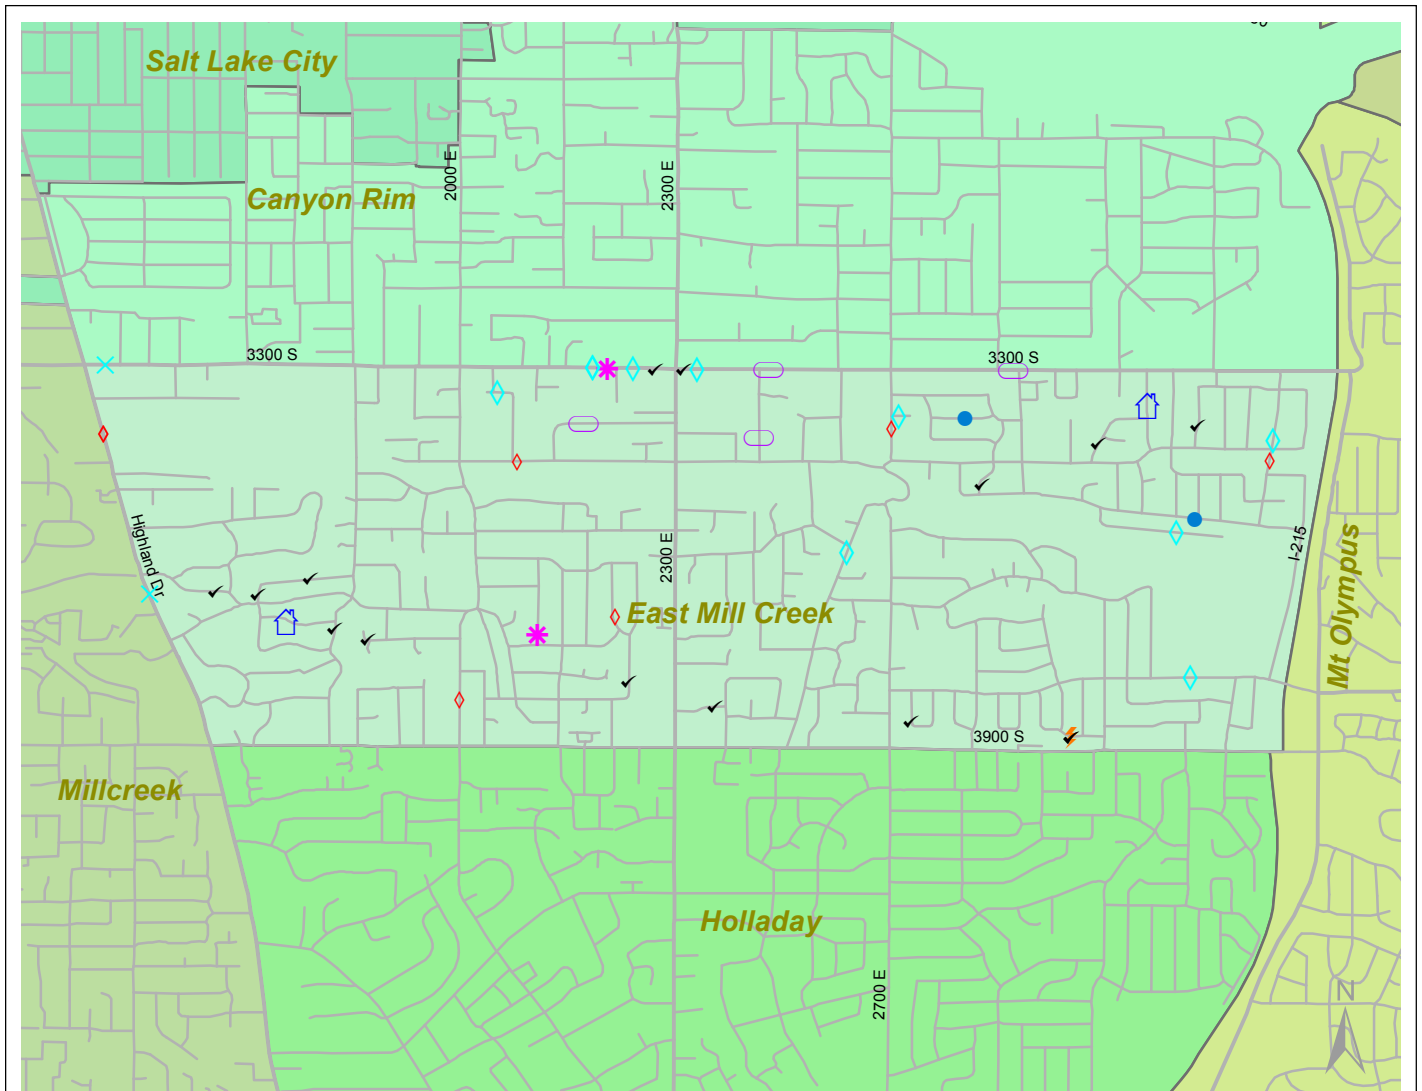 Salt Lake City
2000 E
2300 E
Canyon Rim
3300 S
3300 S
Highland Dr
2300 E
I-215
East Mill Creek
Mt Olympus
3900 S
Millcreek
Holladay
2700 E
N